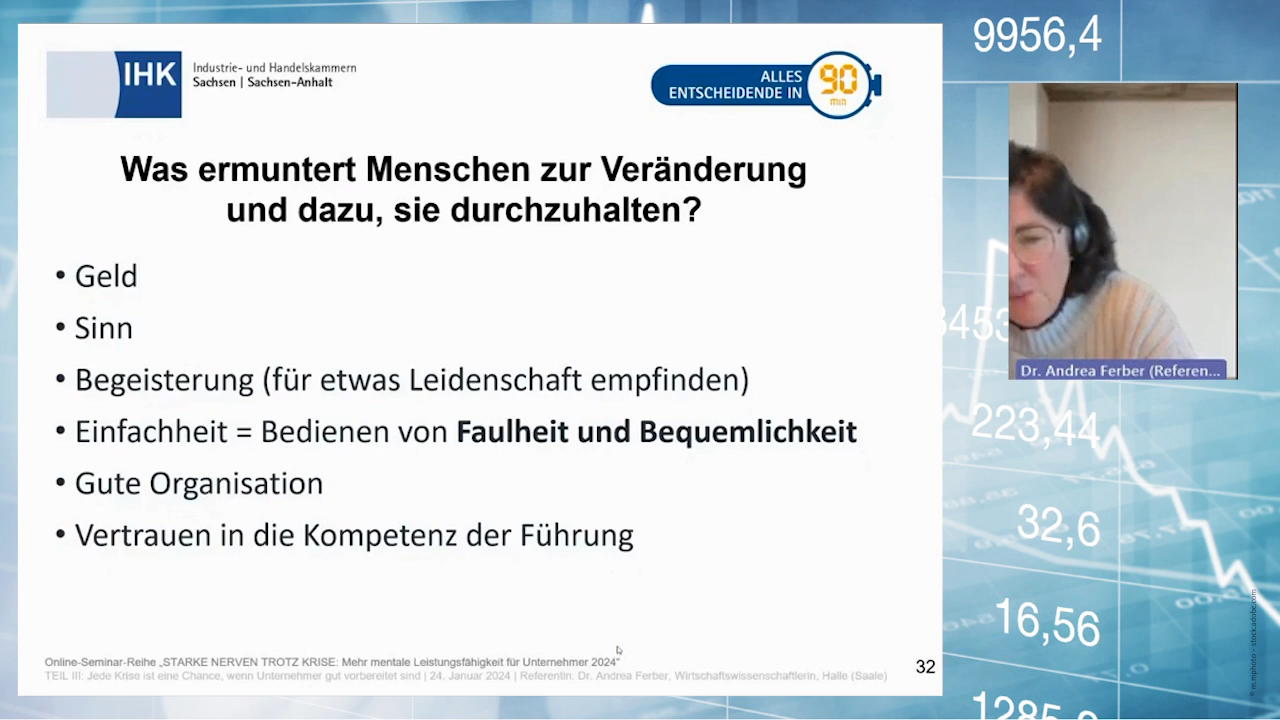 IHK
Industrie- und Handelskammern
Sachsen | Sachsen-Anhalt
ALLES
ENTSCHEIDENDE IN
90
min
Was ermuntert Menschen zur Veränderung
und dazu, sie durchzuhalten?
• Geld
• Sinn
• Begeisterung (für etwas Leidenschaft empfinden)
• Einfachheit = Bedienen von Faulheit und Bequemlichkeit
• Gute Organisation
• Vertrauen in die Kompetenz der Führung
Online-Seminar-Reihe „STARKE NERVEN TROTZ KRISE: Mehr mentale Leistungsfähigkeit für Unternehmer 2024"
TEIL III: Jede Krise ist eine Chance, wenn Unternehmer gut vorbereitet sind | 24. Januar 2024 | Referentin: Dr. Andrea Ferber, Wirtschaftswissenschaftlerin, Halle (Saale)
32
9956,4
Dr. Andrea Ferber (Referen...
223,44
32,6
16,56